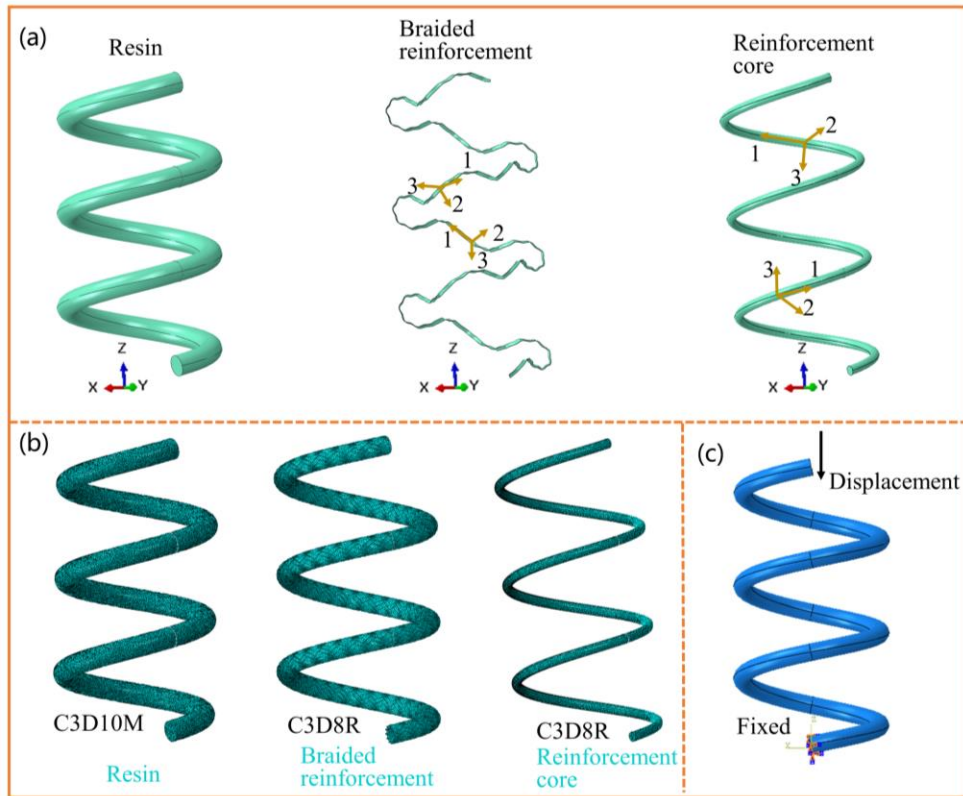 (a)
Resin
Braided
reinforcement
Reinforcement
core
1
3
2
1
2
3
2
1
3
3
1
2
Z
X
Y
Z
X
Y
Z
X
Y
(b)
(c)
Displacement
C3D10M
C3D8R
C3D8R
Fixed
Resin
Braided
reinforcement
Reinforcement
core